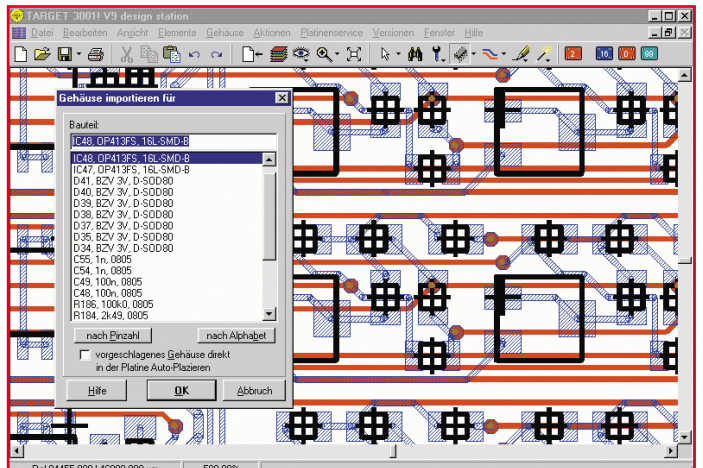 TARGET 3001! V9 design station
Datei Bearbeiten Ansicht Elemente Gehäuse Aktionen Platinenservice Versionen Fenster Hilfe
2 16 0 99
Gehäuse importieren für
Bauteil:
IC48, OP413FS, 16L-SMD-B
IC48, OP413FS, 16L-SMD-B
IC47, OP413FS, 16L-SMD-B
D41, BZV 3V, D-SOD80
D40, BZV 3V, D-SOD80
D39, BZV 3V, D-SOD80
D38, BZV 3V, D-SOD80
D37, BZV 3V, D-SOD80
D35, BZV 3V, D-SOD80
D34, BZV 3V, D-SOD80
C55, 1n, 0805
C54, 1n, 0805
C49, 100n, 0805
C48, 100n, 0805
R186, 100k0, 0805
R184, 2k49, 0805
nach Pinzahl nach Alphabet
vorgeschlagenes Gehäuse direkt
in der Platine Auto-Plazieren
Hilfe OK Abbruch